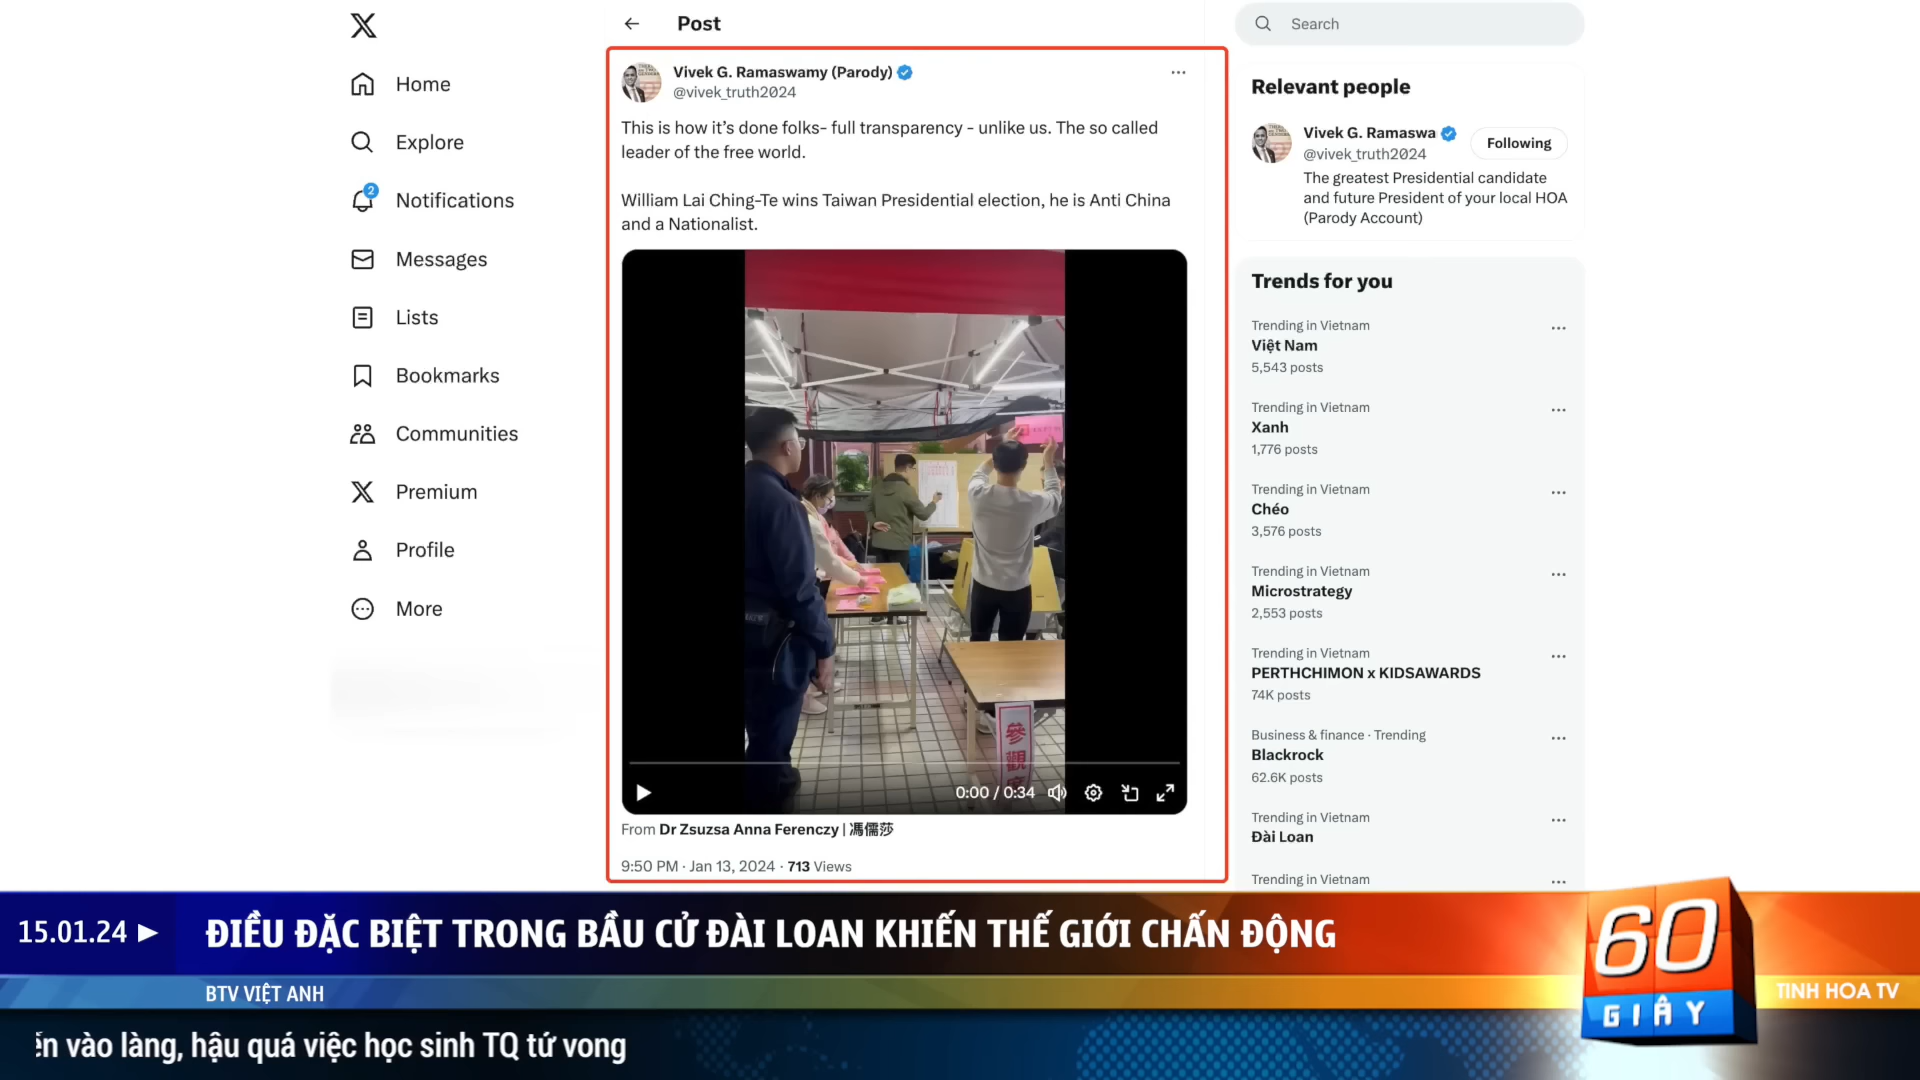 Home
Explore
2
Notifications
Messages
Lists
Bookmarks
Communities
Premium
Profile
More
Post
Vivek G. Ramaswamy (Parody)
@vivek_truth2024
This is how it’s done folks- full transparency - unlike us. The so called
leader of the free world.
William Lai Ching-Te wins Taiwan Presidential election, he is Anti China
and a Nationalist.
參觀
0:00 / 0:34
From Dr Zsuzsa Anna Ferenczy | 馮儒莎
9:50 PM · Jan 13, 2024 · 713 Views
Search
Relevant people
Vivek G. Ramaswa
@vivek_truth2024
Following
The greatest Presidential candidate
and future President of your local HOA
(Parody Account)
Trends for you
Trending in Vietnam
Việt Nam
5,543 posts
Trending in Vietnam
Xanh
1,776 posts
Trending in Vietnam
Chéo
3,576 posts
Trending in Vietnam
Microstrategy
2,553 posts
Trending in Vietnam
PERTHCHIMON x KIDSAWARDS
74K posts
Business & finance · Trending
Blackrock
62.6K posts
Trending in Vietnam
Đài Loan
Trending in Vietnam
15.01.24
ĐIỀU ĐẶC BIỆT TRONG BẦU CỬ ĐÀI LOAN KHIẾN THẾ GIỚI CHẤN ĐỘNG
BTV VIỆT ANH
60
GIÂY
TINH HOA TV
vào làng, hậu quá việc học sinh TQ tứ vong